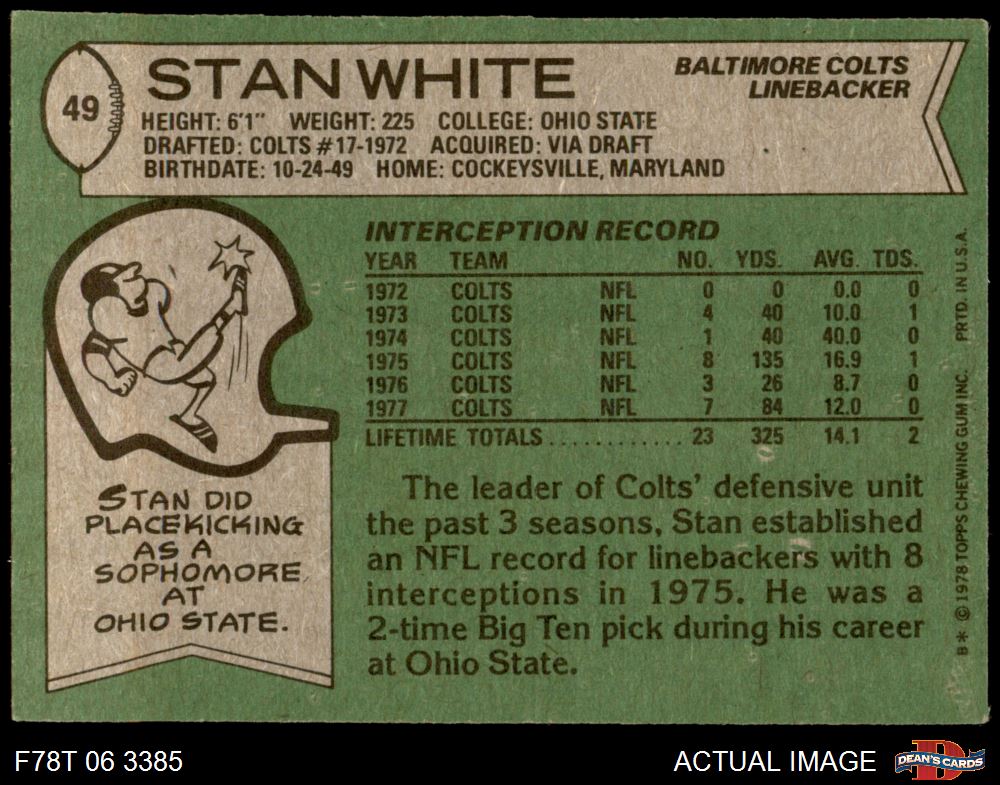 49
STAN WHITE
BALTIMORE COLTS
LINEBACKER
HEIGHT: 6'1" WEIGHT: 225 COLLEGE: OHIO STATE
DRAFTED: COLTS #17-1972 ACQUIRED: VIA DRAFT
BIRTHDATE: 10-24-49 HOME: COCKEYSVILLE, MARYLAND
INTERCEPTION RECORD
YEAR TEAM NO. YDS. AVG. TDS.
1972 COLTS NFL 0 0 0.0 0
1973 COLTS NFL 4 40 10.0 1
1974 COLTS NFL 1 40 40.0 0
1975 COLTS NFL 8 135 16.9 1
1976 COLTS NFL 3 26 8.7 0
1977 COLTS NFL 7 84 12.0 0
LIFETIME TOTALS............ 23 325 14.1 2
STAN DID
PLACEKICKING
AS A
SOPHOMORE
AT
OHIO STATE.
The leader of Colts' defensive unit
the past 3 seasons, Stan established
an NFL record for linebackers with 8
interceptions in 1975. He was a
2-time Big Ten pick during his career
at Ohio State.
B* © 1978 TOPPS CHEWING GUM INC. PRTD. IN U.S.A.
F78T 06 3385
ACTUAL IMAGE
D
DEAN'S CARDS